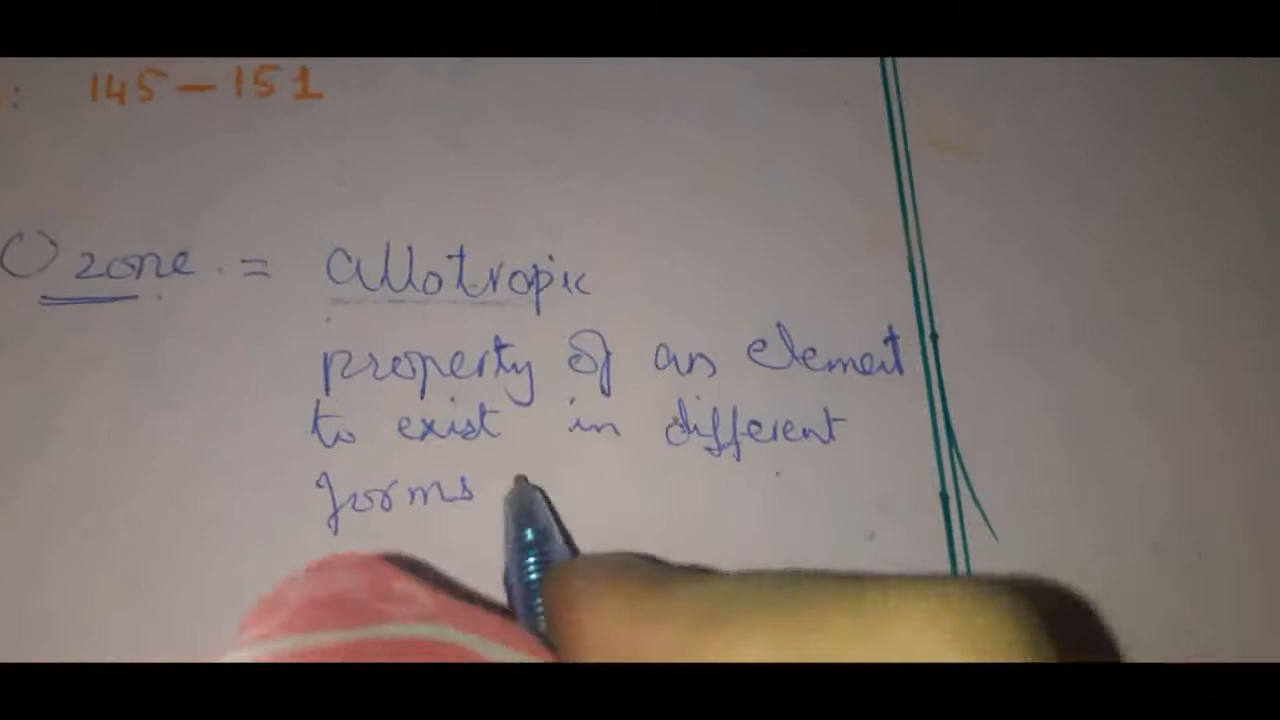 : 145-151
Ozone = allotropic
property of an element
to exist in different
forms